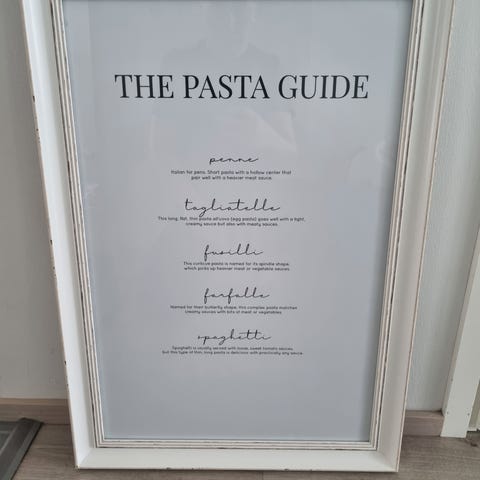 THE PASTA GUIDE
penne
Italian for pens. Short pasta with a hollow center that
pair well with a heavier meat sauce.
tagliatelle
This long, flat, thin pasta all'uovo (egg pasta) goes well with a light,
creamy sauce but also with meaty sauces.
fusilli
This curlicue pasta is named for its spindle shape
which picks up heavier meat or vegetable sauces
farfalle
Named for their butterfly shape, this complex pasta matches
creamy sauces with bits of meat or vegetables
spaghetti
Spaghetti is usually served with loose, sweet tomato sauces,
but this type of thin, long pasta is delicious with practically any sauce